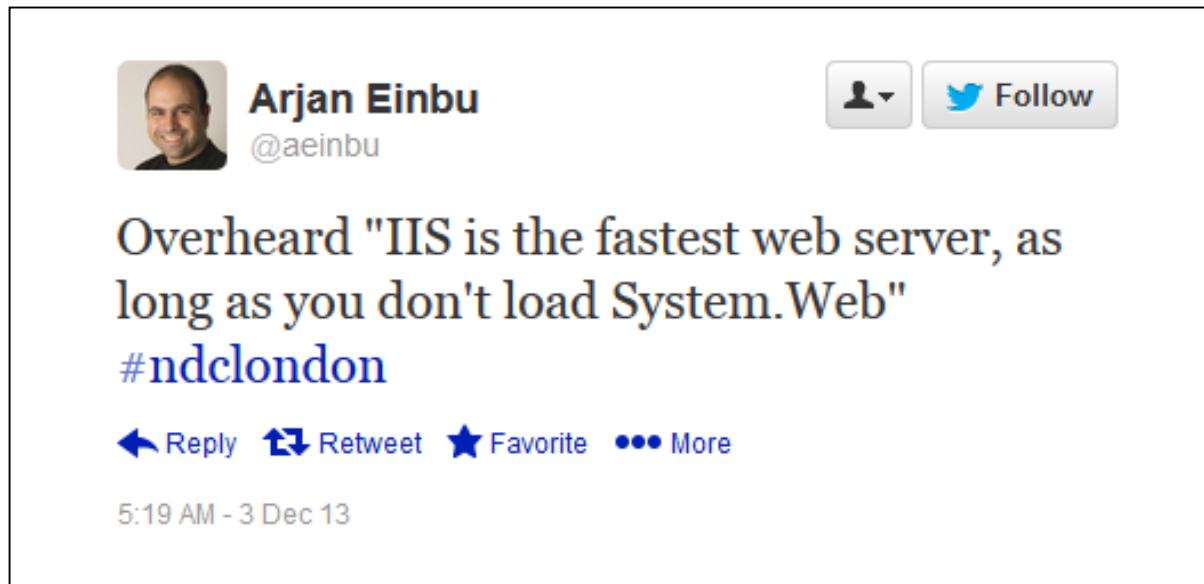 Arjan Einbu
Follow
@aeinbu
Overheard "IIS is the fastest web server, as
long as you don't load System.Web"
#ndclondon
Reply Retweet Favorite More
5:19 AM - 3 Dec 13